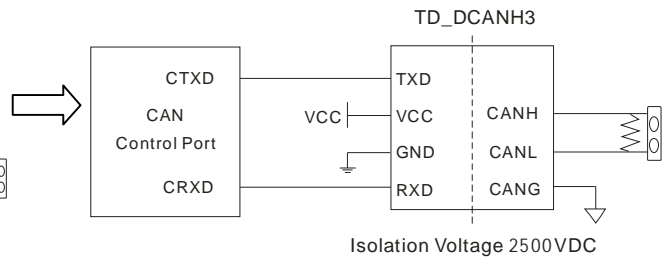 TD_DCANH3
CTXD
CAN
Control Port
CRXD
VCC
TXD
VCC
GND
RXD
CANH
CANL
CANG
Isolation Voltage 2500VDC